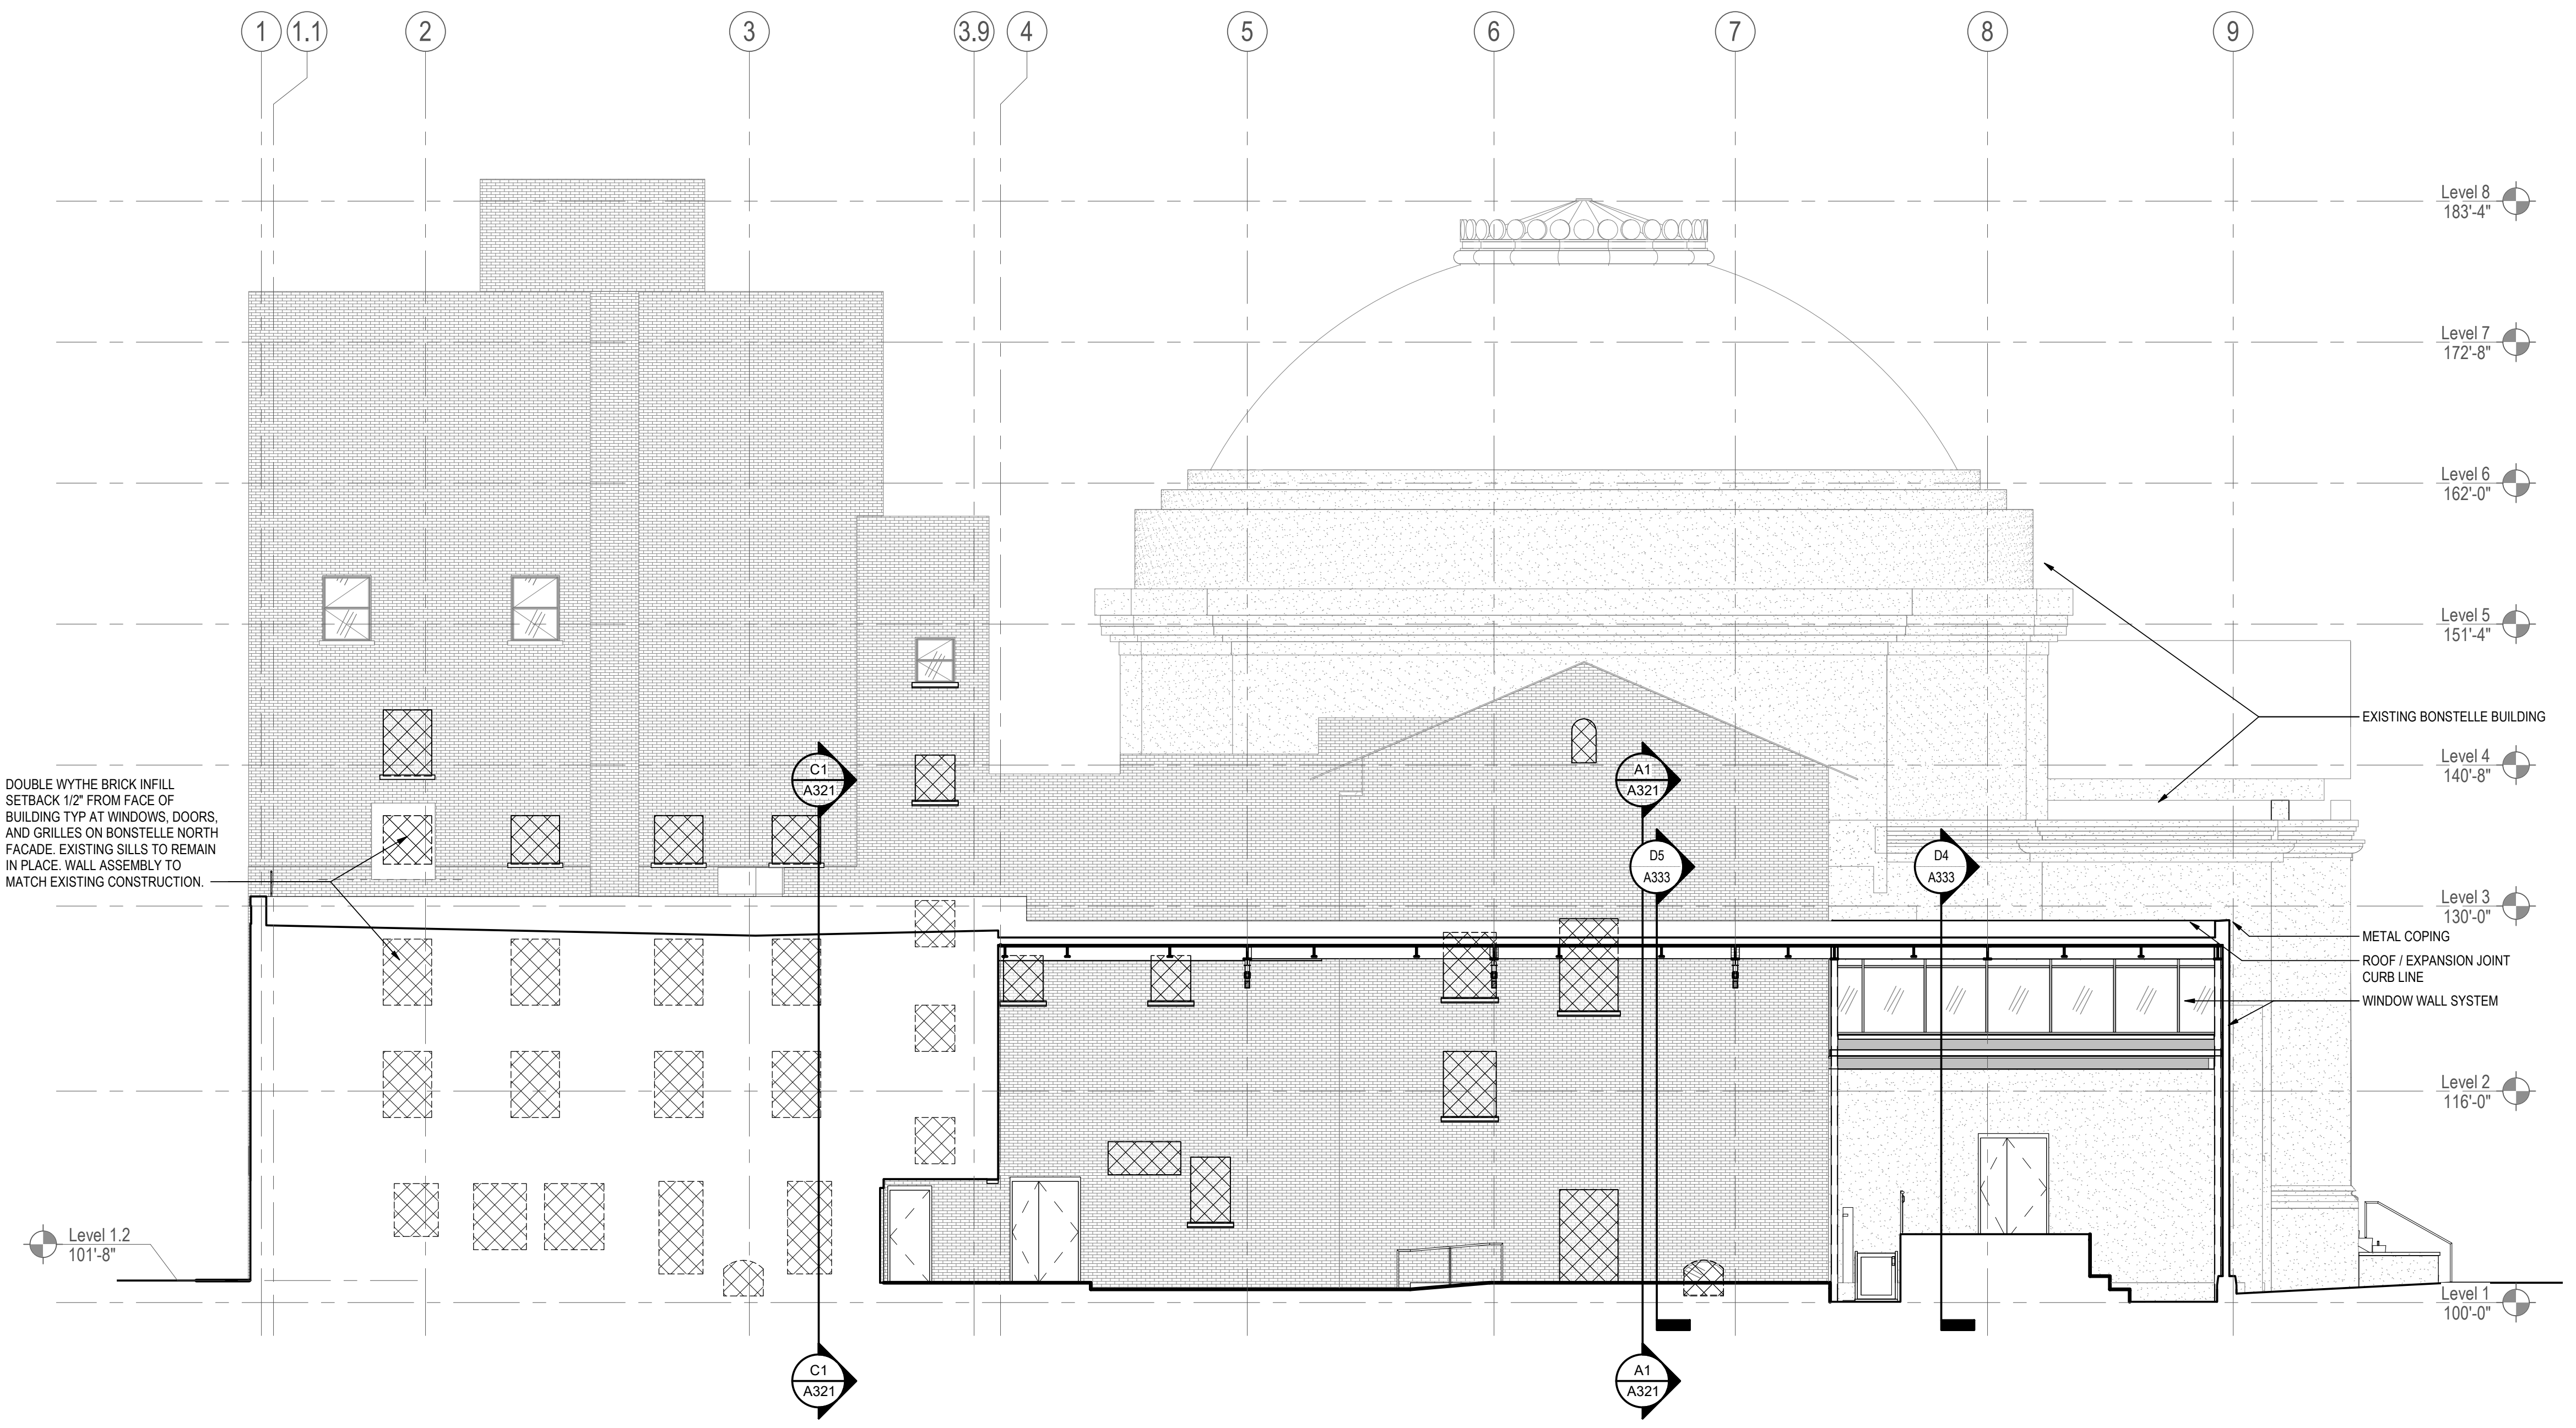 1
1.1
2
3
3.9
4
5
6
7
8
9
Level 8
183'-4"
Level 7
172'-8"
Level 6
162'-0"
Level 5
151'-4"
EXISTING BONSTELLE BUILDING
Level 4
140'-8"
C1
A321
A1
A321
DOUBLE WYTHE BRICK INFILL
SETBACK 1/2" FROM FACE OF
BUILDING TYP AT WINDOWS, DOORS,
AND GRILLES ON BONSTELLE NORTH
FACADE. EXISTING SILLS TO REMAIN
IN PLACE. WALL ASSEMBLY TO
MATCH EXISTING CONSTRUCTION.
D5
A333
D4
A333
Level 3
130'-0"
METAL COPING
ROOF / EXPANSION JOINT
CURB LINE
WINDOW WALL SYSTEM
Level 2
116'-0"
Level 1.2
101'-8"
Level 1
100'-0"
C1
A321
A1
A321